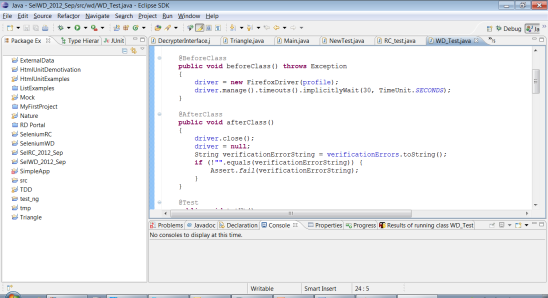 Java - SelWD_2012_Sep/src/wd/WD_Test.java - Eclipse SDK
File Edit Source Refactor Navigate Search Project Run Window Help
Debug
Package Ex Type Hierar JUnit
DecrypterInterface.j Triangle.java Main.java NewTest.java RC_test.java WD_Test.java
ExternalData
HtmlUnitDemotivation
HtmlUnitExamples
ListExamples
Mock
MyFirstProject
Nature
RD Portal
SeleniumRC
SeleniumWD
SelRC_2012_Sep
SelWD_2012_Sep
SimpleApp
src
TDD
test_ng
tmp
Triangle
@BeforeClass
public void beforeClass() throws Exception
{
driver = new FirefoxDriver(profile);
driver.manage().timeouts().implicitlyWait(30, TimeUnit.SECONDS);
}
@AfterClass
public void afterClass()
{
driver.close();
driver = null;
String verificationErrorString = verificationErrors.toString();
if (!"".equals(verificationErrorString)) {
Assert.fail(verificationErrorString);
}
}
@Test
Problems Javadoc Declaration Console Properties Progress Results of running class WD_Test
No consoles to display at this time.
Writable Smart Insert 24 : 5